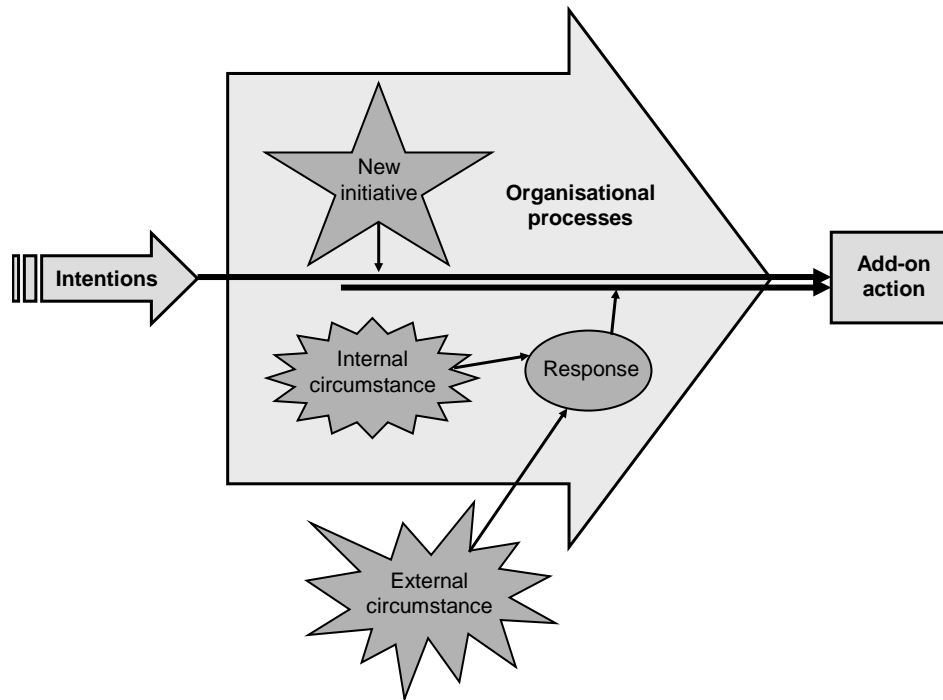 New
initiative
Organisational
processes
Intentions
Add-on
action
Internal
circumstance
Response
External
circumstance